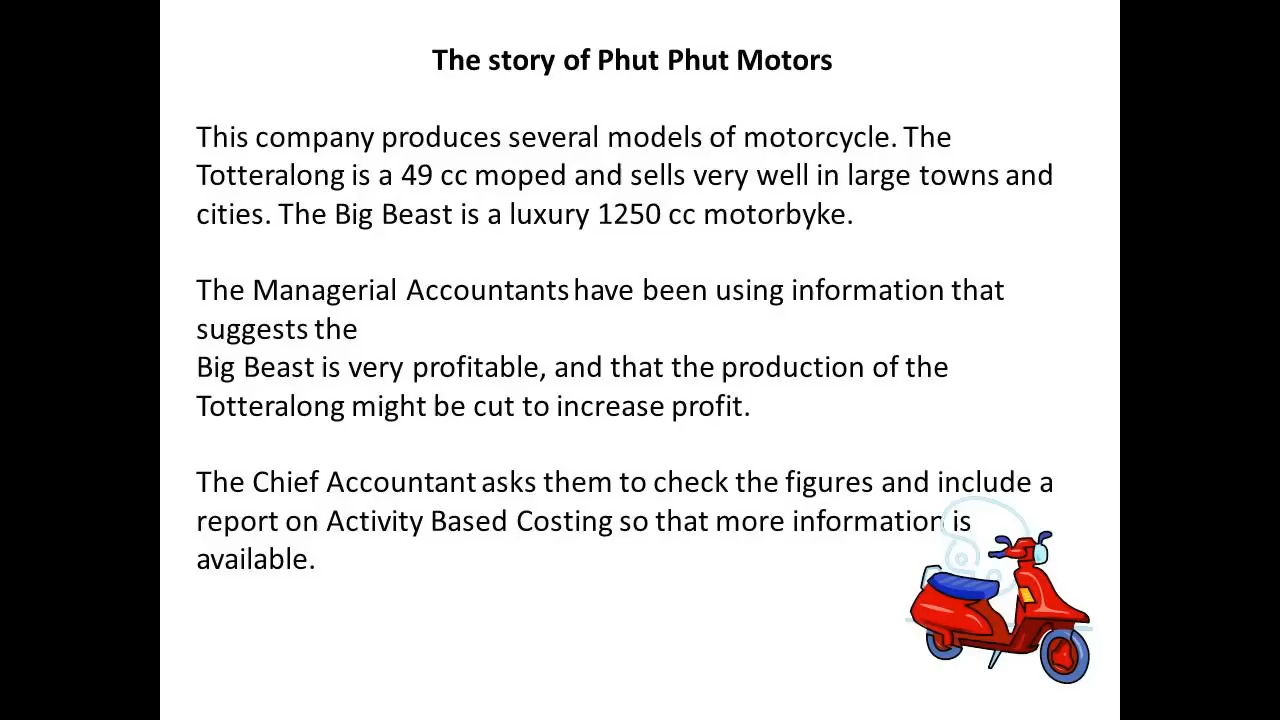 The story of Phut Phut Motors
This company produces several models of motorcycle. The
Totteralong is a 49 cc moped and sells very well in large towns and
cities. The Big Beast is a luxury 1250 cc motorbyke.
The Managerial Accountants have been using information that
suggests the
Big Beast is very profitable, and that the production of the
Totteralong might be cut to increase profit.
The Chief Accountant asks them to check the figures and include a
report on Activity Based Costing so that more information is
available.